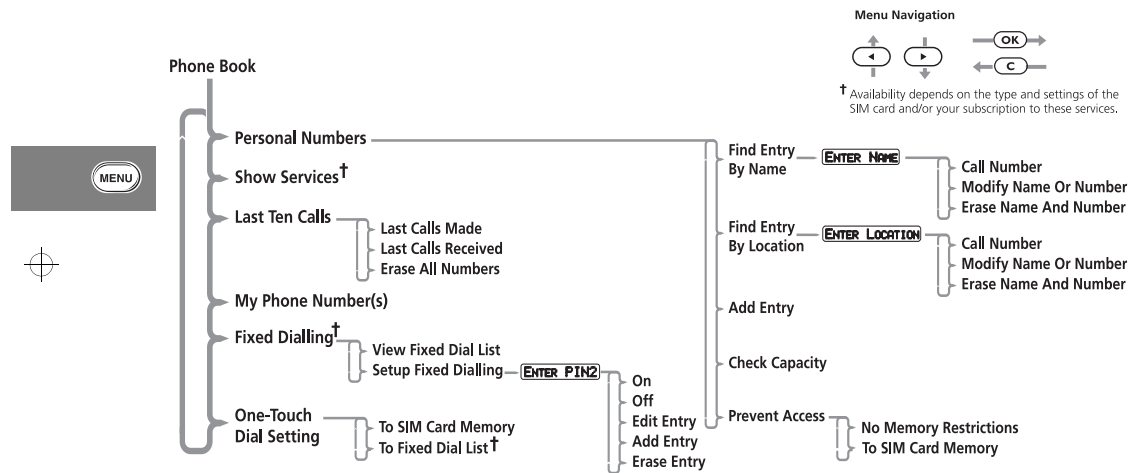 Menu Navigation
OK
C
† Availability depends on the type and settings of the
SIM card and/or your subscription to these services.
Phone Book
MENU
Personal Numbers
Show Services†
Last Ten Calls
Last Calls Made
Last Calls Received
Erase All Numbers
My Phone Number(s)
Fixed Dialling†
View Fixed Dial List
Setup Fixed Dialling
ENTER PIN2
On
Off
Edit Entry
Add Entry
Erase Entry
One-Touch
Dial Setting
To SIM Card Memory
To Fixed Dial List†
Find Entry
By Name
ENTER NAME
Call Number
Modify Name Or Number
Erase Name And Number
Find Entry
By Location
ENTER LOCATION
Call Number
Modify Name Or Number
Erase Name And Number
Add Entry
Check Capacity
Prevent Access
No Memory Restrictions
To SIM Card Memory